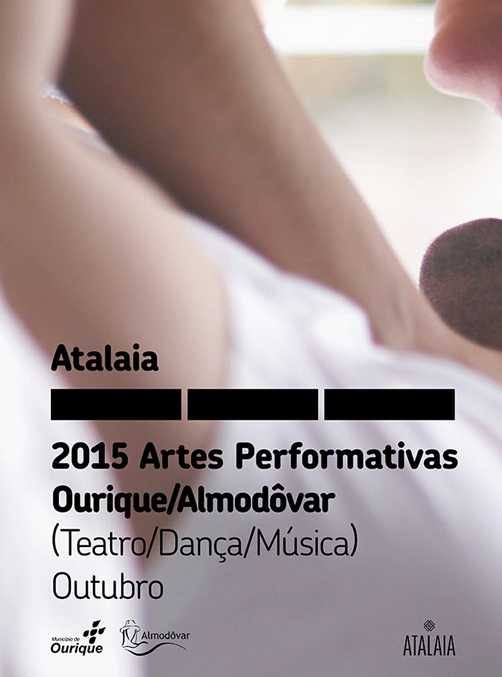 Atalaia
2015 Artes Performativas
Ourique/Almodôvar
(Teatro/Dança/Música)
Outubro
Município de
Ourique
Almodôvar
ATALAIA